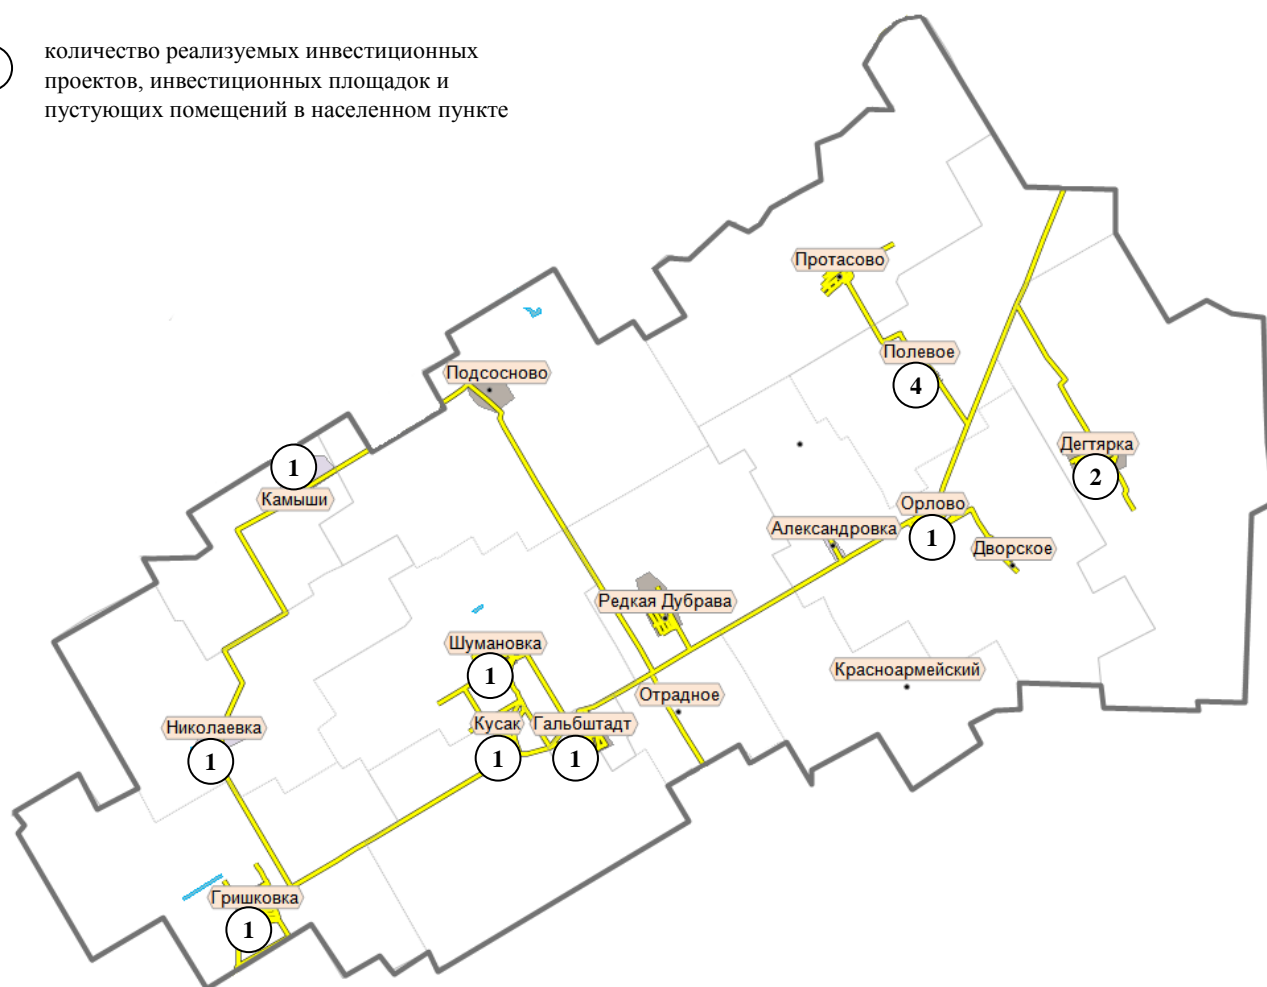 количество реализуемых инвестиционных
проектов, инвестиционных площадок и
пустующих помещений в населенном пункте
Протасово
Полевое
4
Подсосново
Дегтярка
2
1
Камыши
Орлово
1
Александровка
Дворское
Редкая Дубрава
Шумановка
1
Красноармейский
Отрадное
Николаевка
1
Кусак
1
Гальбштадт
1
Гришковка
1